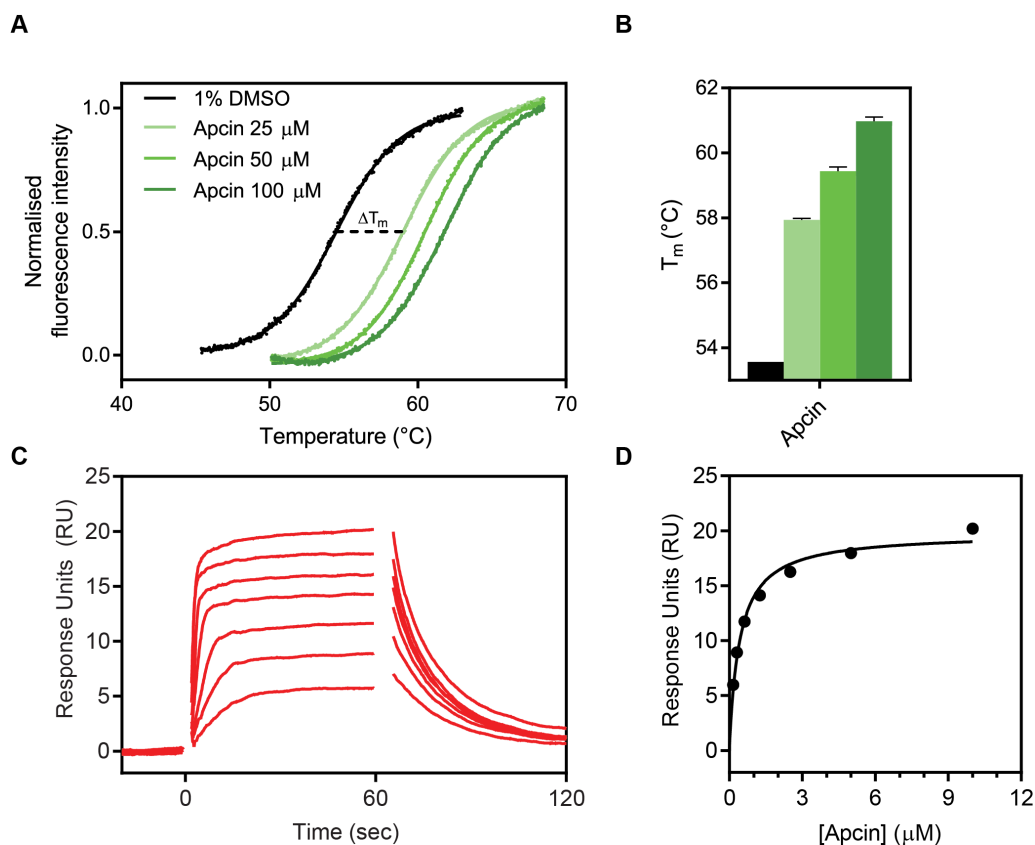 A
Normalised
fluorescence intensity
1.0
0.5
0.0
1% DMSO
Apcin 25 μM
Apcin 50 μM
Apcin 100 μM
ΔTm
40
50
60
70
Temperature (°C)
B
Tm (°C)
62
60
58
56
54
Apcin
C
Response Units (RU)
25
20
15
10
5
0
0
60
120
Time (sec)
D
Response Units (RU)
25
20
15
10
5
0
0
3
6
9
12
[Apcin] (μM)